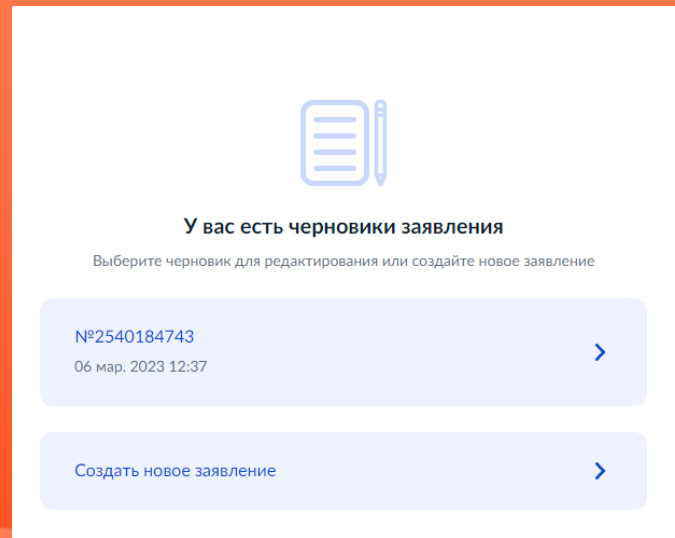 У вас есть черновики заявления
Выберите черновик для редактирования или создайте новое заявление
№2540184743
06 мар. 2023 12:37
Создать новое заявление